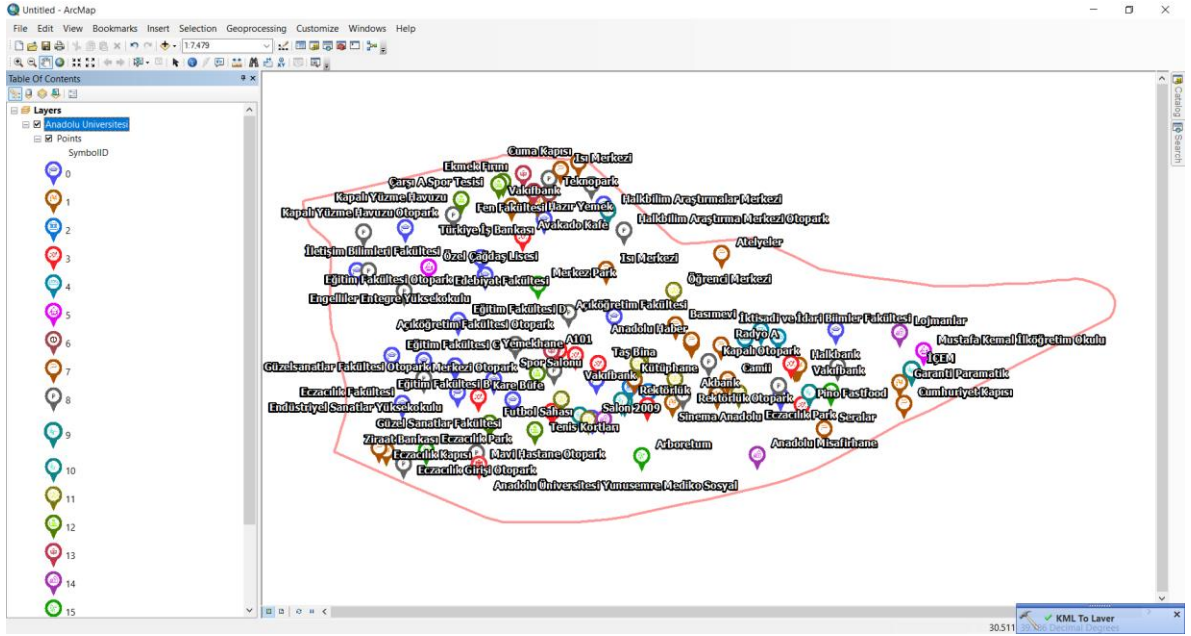 Untitled - ArcMap
File Edit View Bookmarks Insert Selection Geoprocessing Customize Windows Help
1:7,479
Table Of Contents
Layers
Anadolu Universitesi
Points
SymbolID
0
1
2
3
4
5
6
7
8
9
10
11
12
13
14
15
Catalog
Search
Cuma Kapısı
Isı Merkezi
Ekmek Fırını
Teknopark
Çarşı A Spor Tesisi
Vakıfbank
Kapalı Yüzme Havuzu
Fen Fakültesi
Hazır Yemek
Halkbilim Araştırmalar Merkezi
Kapalı Yüzme Havuzu Otopark
Avakado Kafe
Halkbilim Araştırma Merkezi Otopark
Türkiye İş Bankası
Atelyeler
İletişim Bilimleri Fakültesi
Özel Çağdaş Lisesi
Isı Merkezi
Merkez Park
Eğitim Fakültesi Otopark
Edebiyat Fakültesi
Öğrenci Merkezi
Engelliler Entegre Yüksekokulu
Eğitim Fakültesi D
Açıköğretim Fakültesi
Basımevi
İktisadi ve İdari Bilimler Fakültesi
Lojmanlar
Açıköğretim Fakültesi Otopark
Anadolu Haber
Radyo A
Mustafa Kemal İlköğretim Okulu
Eğitim Fakültesi C
Yemekhane
A101
Taş Bina
Kapalı Otopark
Halkbank
İÇEM
Güzelsanatlar Fakültesi Otopark
Merkezi Otopark
Spor Salonu
Vakıfbank
Kütüphane
Camii
Vakıfbank
Garanti Paramatik
Eczacılık Fakültesi
Eğitim Fakültesi B
Kare Büfe
Rektörlük
Akbank
Rektörlük Otopark
Pino Fastfood
Cumhuriyet Kapısı
Endüstriyel Sanatlar Yüksekokulu
Futbol Sahası
Salon 2009
Sinema Anadolu
Eczacılık Park
Seralar
Güzel Sanatlar Fakültesi
Tenis Kortları
Ziraat Bankası
Eczacılık Park
Arboretum
Anadolu Misafirhane
Eczacılık Kapısı
Mavi Hastane Otopark
Eczacılık Girişi Otopark
Anadolu Üniversitesi Yunusemre Mediko Sosyal
KML To Layer
30.511
Decimal Degrees